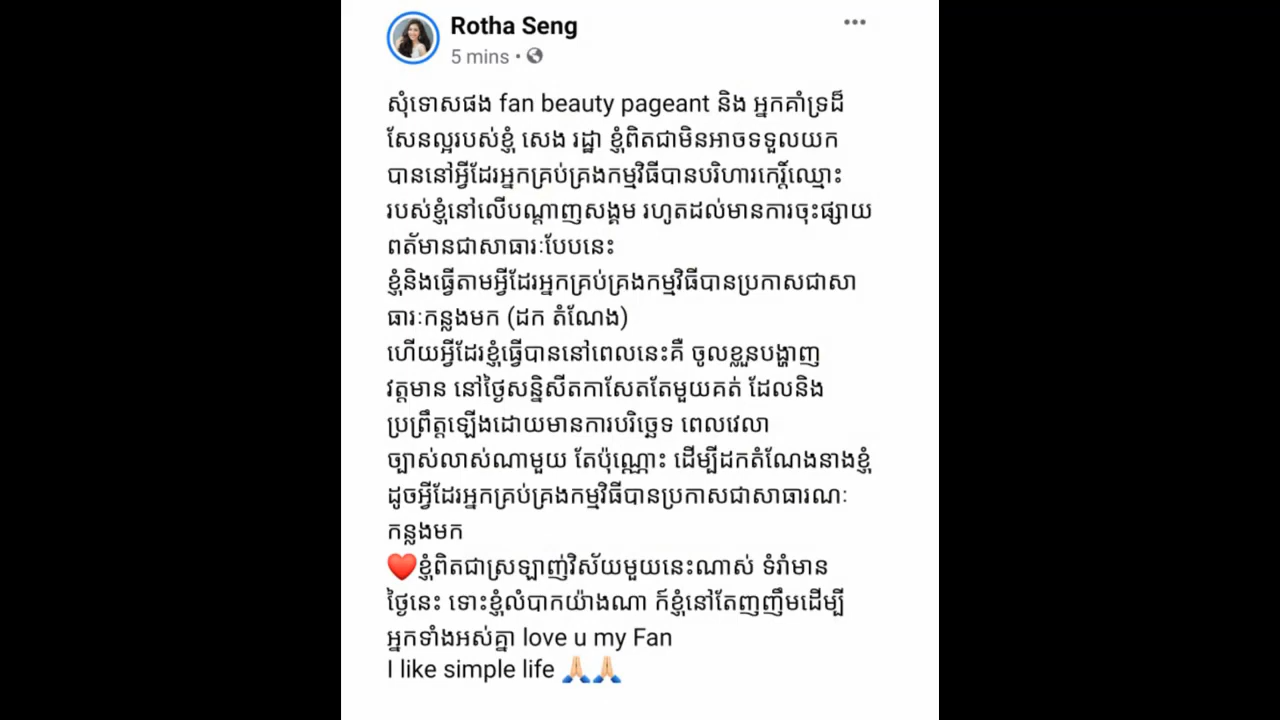 Rotha Seng
5 mins •
សុំទោសផង fan beauty pageant និង អ្នកគាំទ្រដ៏
សែនល្អរបស់ខ្ញុំ សេង រដ្ឋា ខ្ញុំពិតជាមិនអាចទទួលយក
បាននៅអ្វីដែរអ្នកគ្រប់គ្រងកម្មវិធីបានបរិហារកេរ្តិ៍ឈ្មោះ
របស់ខ្ញុំនៅលើបណ្តាញសង្គម រហូតដល់មានការចុះផ្សាយ
ពត័មានជាសាធារៈបែបនេះ
ខ្ញុំនិងធ្វើតាមអ្វីដែរអ្នកគ្រប់គ្រងកម្មវិធីបានប្រកាសជាសា
ធារៈកន្លងមក (ដក តំណែង)
ហើយអ្វីដែរខ្ញុំធ្វើបាននៅពេលនេះគឺ ចូលខ្លួនបង្ហាញ
វត្តមាន នៅថ្ងៃសន្និសីតកាសែតតែមួយគត់ ដែលនិង
ប្រព្រឹត្តឡើងដោយមានការបរិច្ឆេទ ពេលវេលា
ច្បាស់លាស់ណាមួយ តែប៉ុណ្ណោះ ដើម្បីដកតំណែងនាងខ្ញុំ
ដូចអ្វីដែរអ្នកគ្រប់គ្រងកម្មវិធីបានប្រកាសជាសាធារណៈ
កន្លងមក
❤️ខ្ញុំពិតជាស្រឡាញ់វិស័យមួយនេះណាស់ ទំរាំមាន
ថ្ងៃនេះ ទោះខ្ញុំលំបាកយ៉ាងណា ក៍ខ្ញុំនៅតែញញឹមដើម្បី
អ្នកទាំងអស់គ្នា love u my Fan
I like simple life 🙏🏻🙏🏻